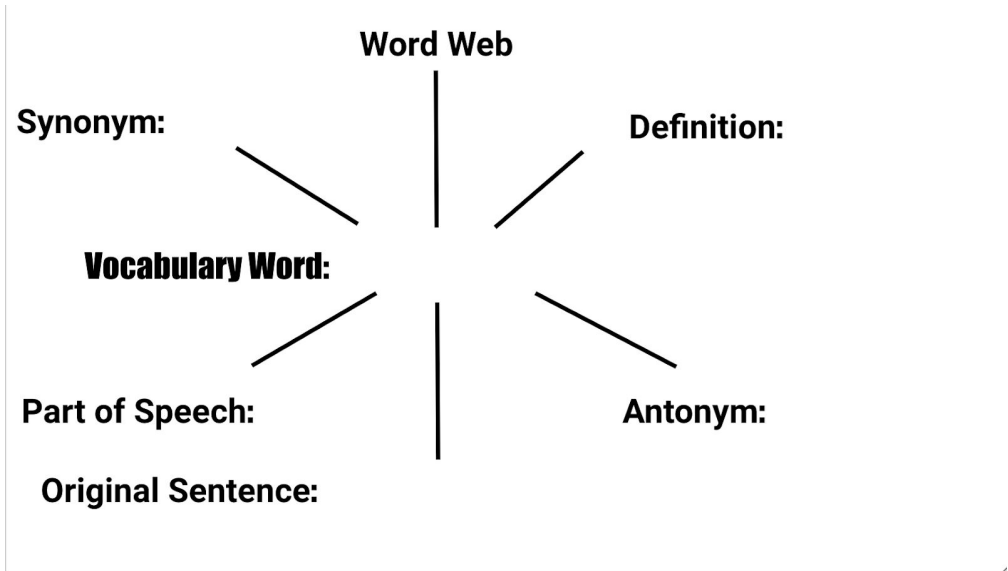 Word Web
Synonym:
Definition:
Vocabulary Word:
Part of Speech:
Antonym:
Original Sentence: